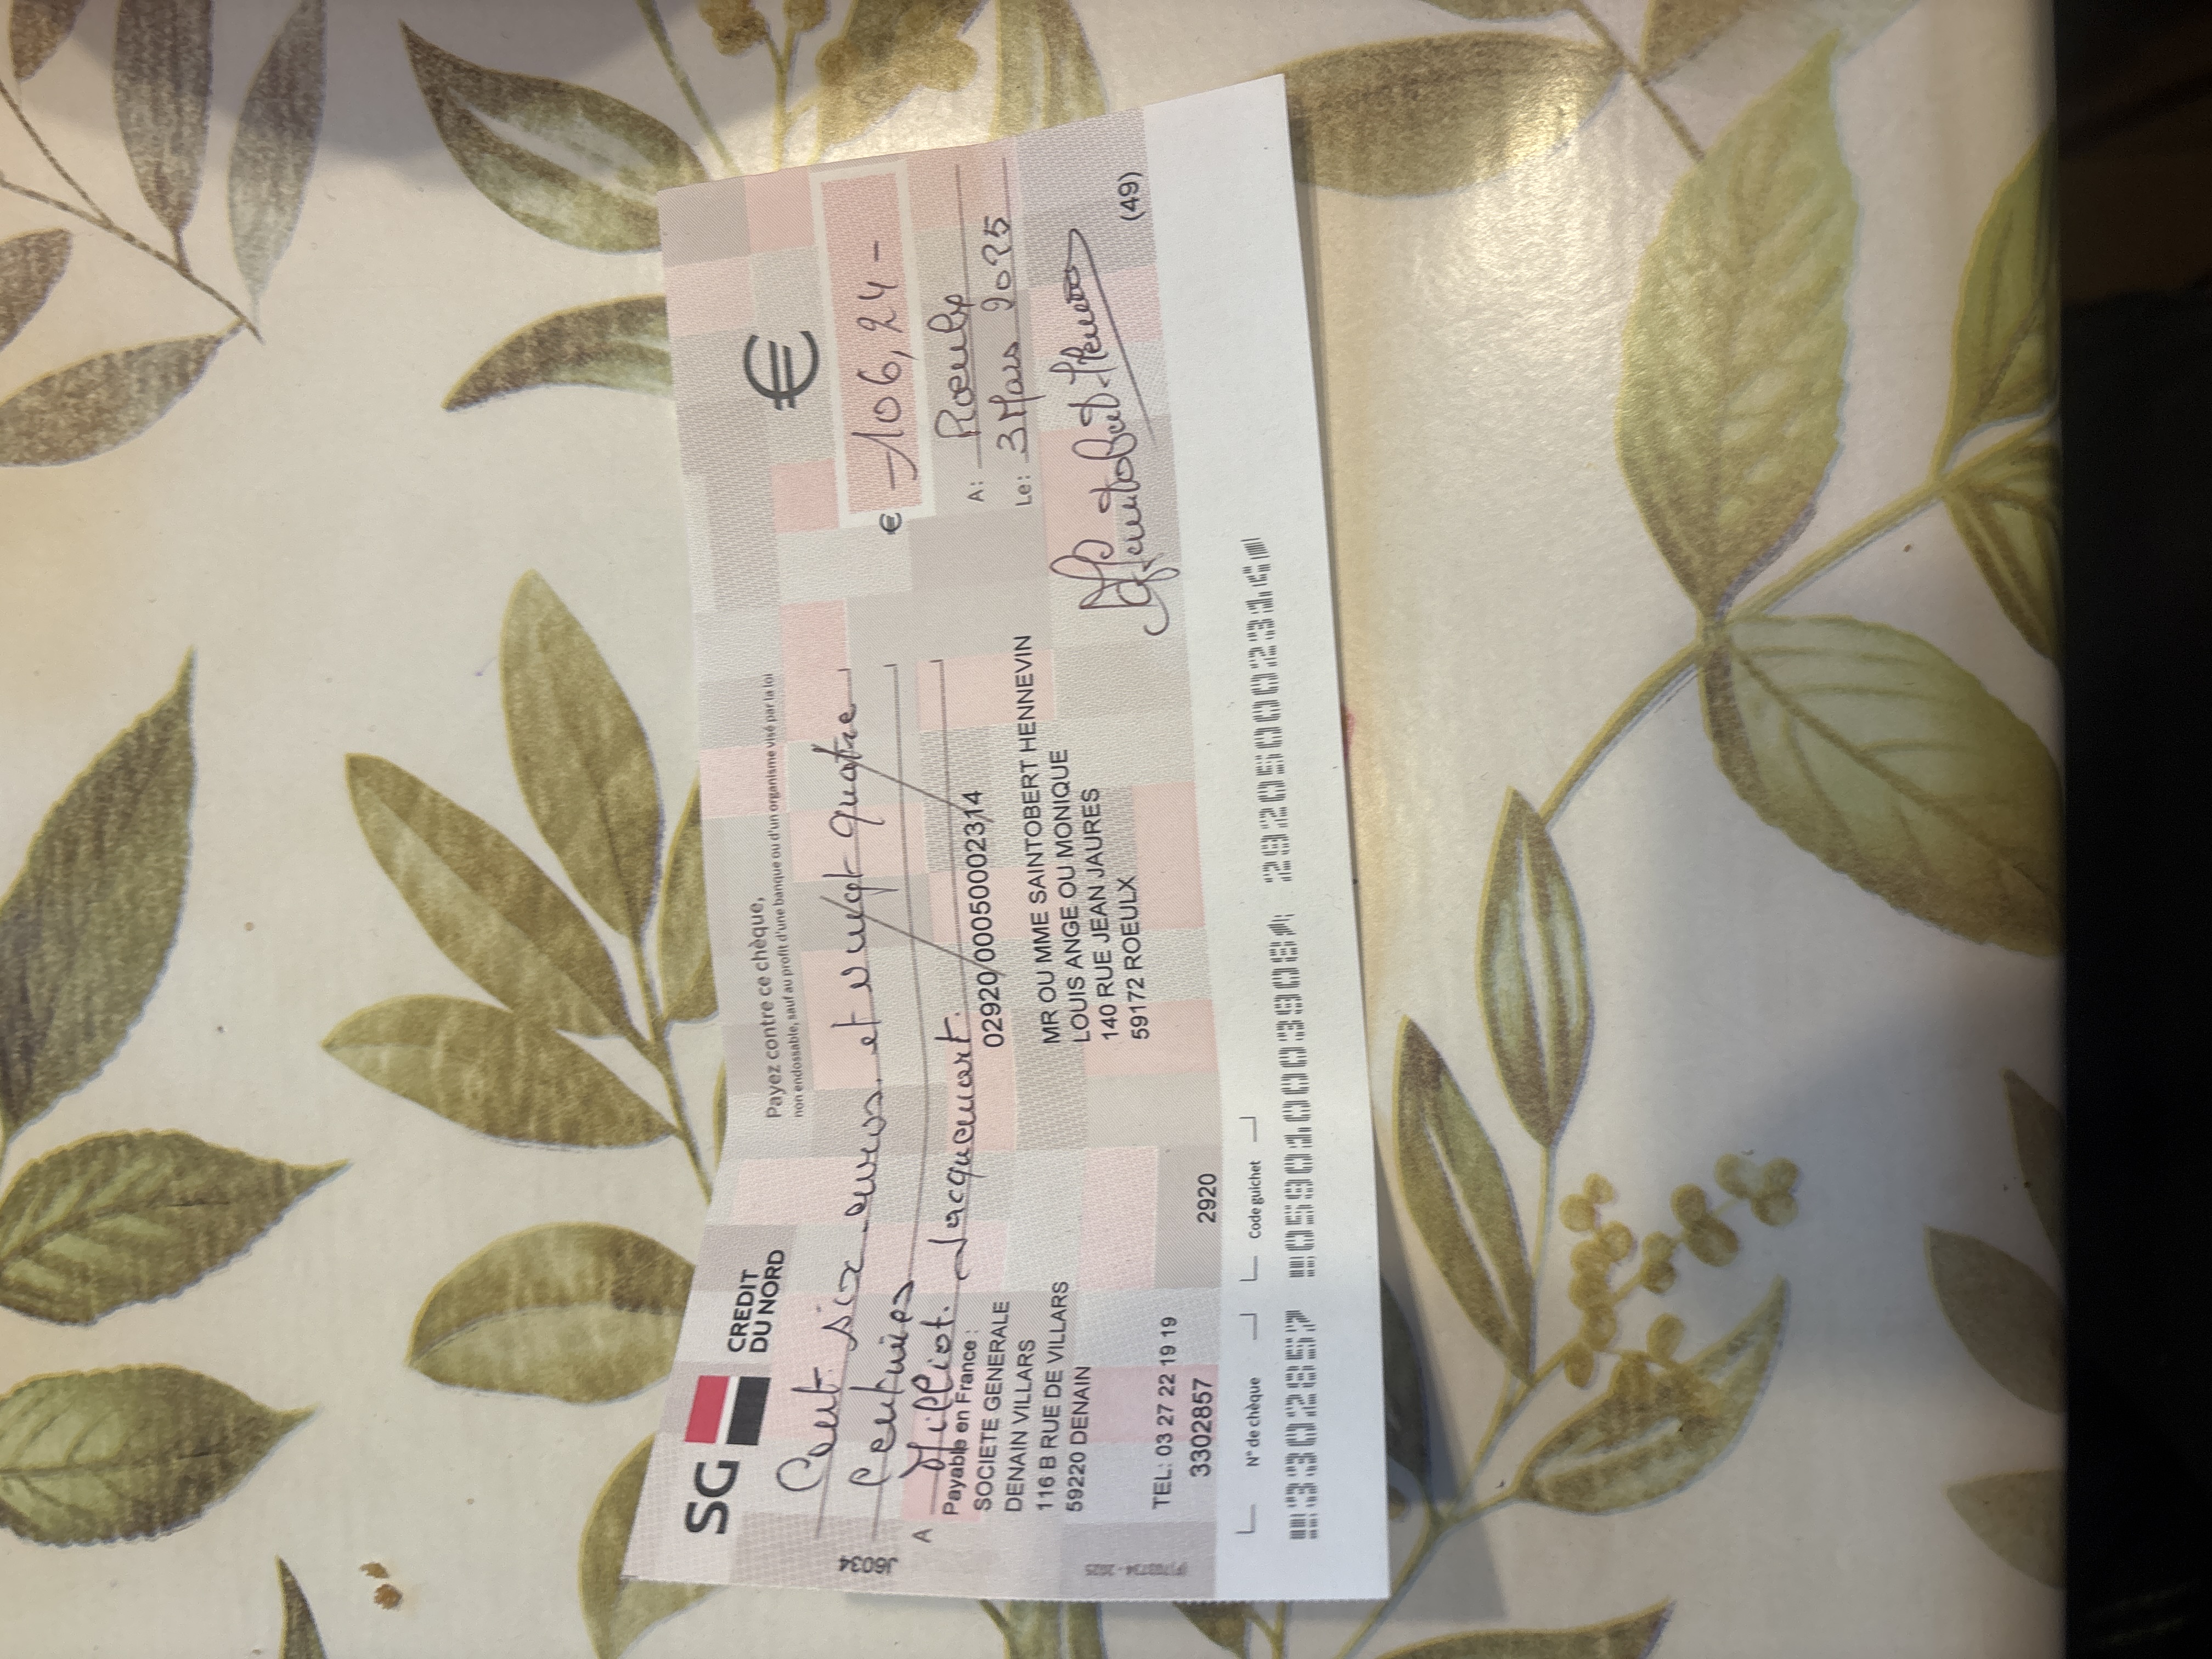 SG
CREDIT
DU NORD
€
Payez contre ce chèque,
non endossable, sauf au profit d'une banque ou d'un organisme visé par la loi
Cent six euros et vingt quatre
Centimes
€ -106,24-
A Milliot. Jacquemart.
A: Roeulx
Le: 3 Mars 2025
Payable en France :
SOCIETE GENERALE
DENAIN VILLARS
116 B RUE DE VILLARS
59220 DENAIN
TEL: 03 27 22 19 19
3302857
2920
02920/00050002314
MR OU MME SAINTOBERT HENNEVIN
LOUIS ANGE OU MONIQUE
140 RUE JEAN JAURES
59172 ROEULX
(49)
J6034
N° de chèque
Code guichet